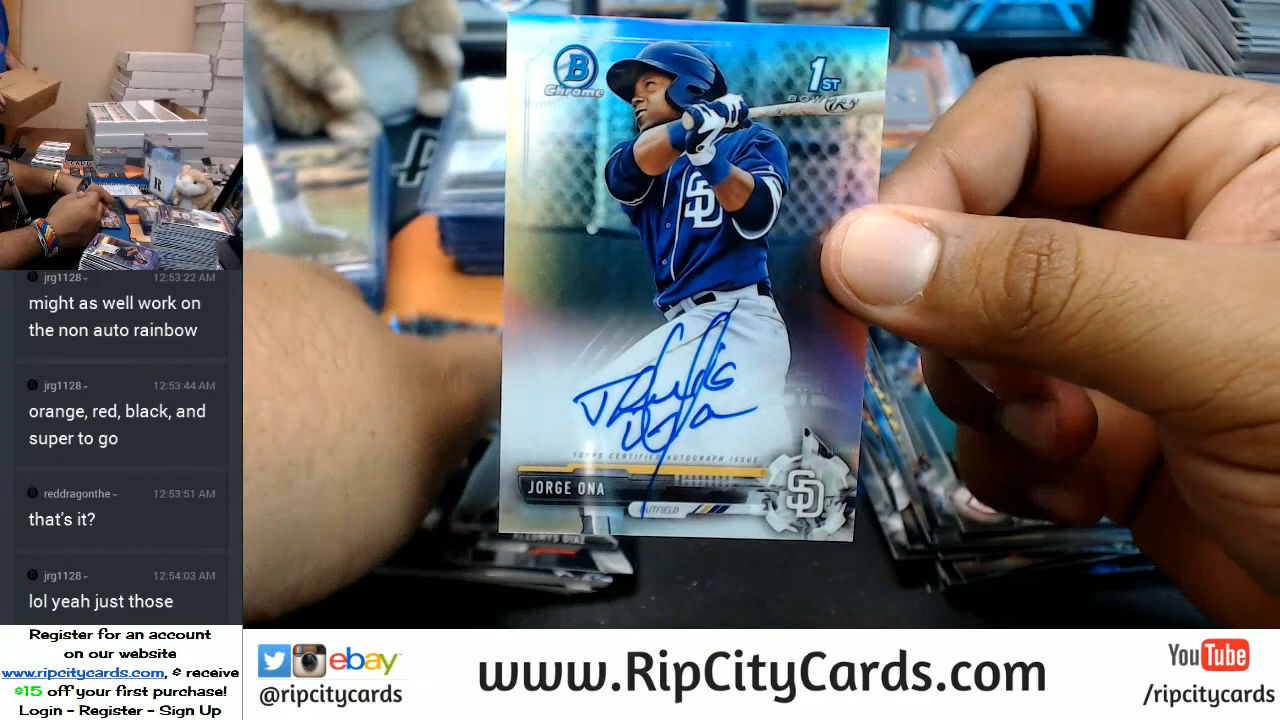 jrg1128 12:53:22 AM
might as well work on
the non auto rainbow
jrg1128 12:53:44 AM
orange, red, black, and
super to go
reddragonthe 12:53:51 AM
that's it?
jrg1128 12:54:03 AM
lol yeah just those
Register for an account
on our website
www.ripcitycards.com, & receive
$15 off your first purchase!
Login - Register - Sign Up
B
Chrome
1ST
BOWMAN
SD
TOPPS CERTIFIED AUTOGRAPH ISSUE
JORGE ONA
OUTFIELD
SD
ebay
@ripcitycards
www.RipCityCards.com
YouTube
/ripcitycards